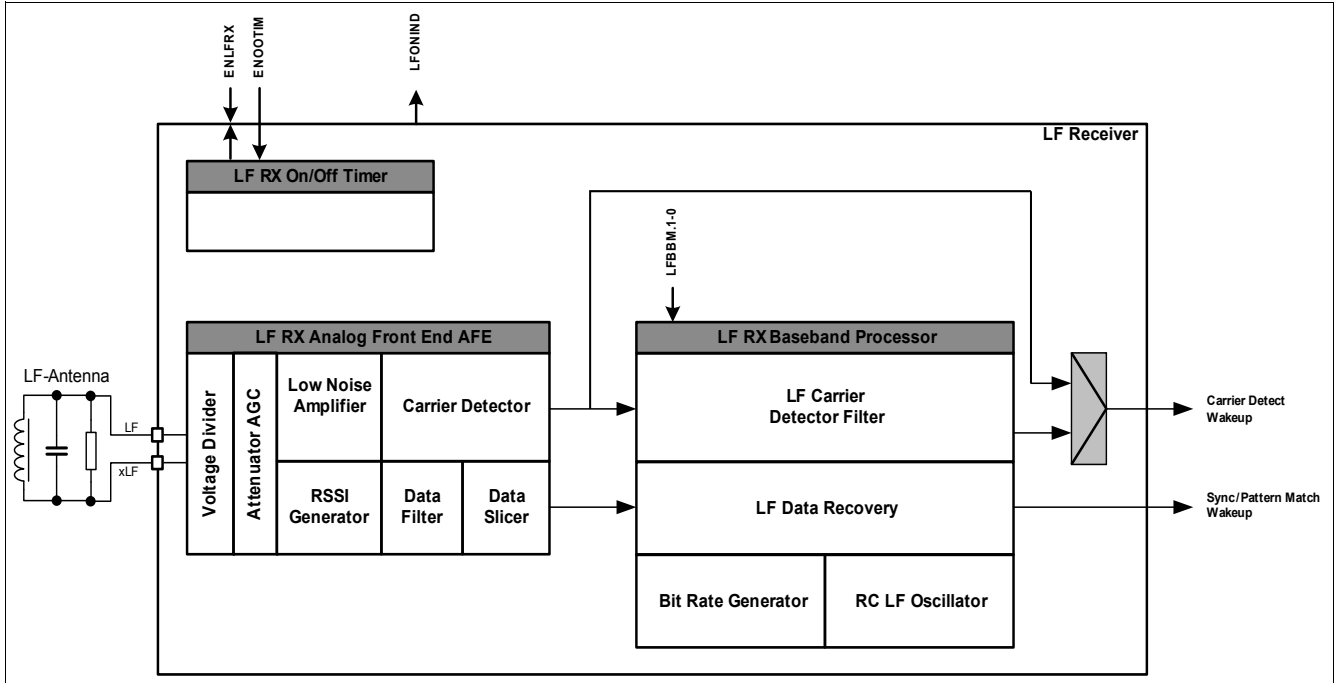 ENLFRX
ENOOTIM
LFONIND
LF Receiver
LF RX On/Off Timer
LFBBM.1-0
LF RX Analog Front End AFE
LF RX Baseband Processor
LF-Antenna
LF
xLF
Voltage Divider
Attenuator AGC
Low Noise
Amplifier
Carrier Detector
RSSI
Generator
Data
Filter
Data
Slicer
LF Carrier
Detector Filter
LF Data Recovery
Bit Rate Generator
RC LF Oscillator
Carrier Detect
Wakeup
Sync/Pattern Match
Wakeup